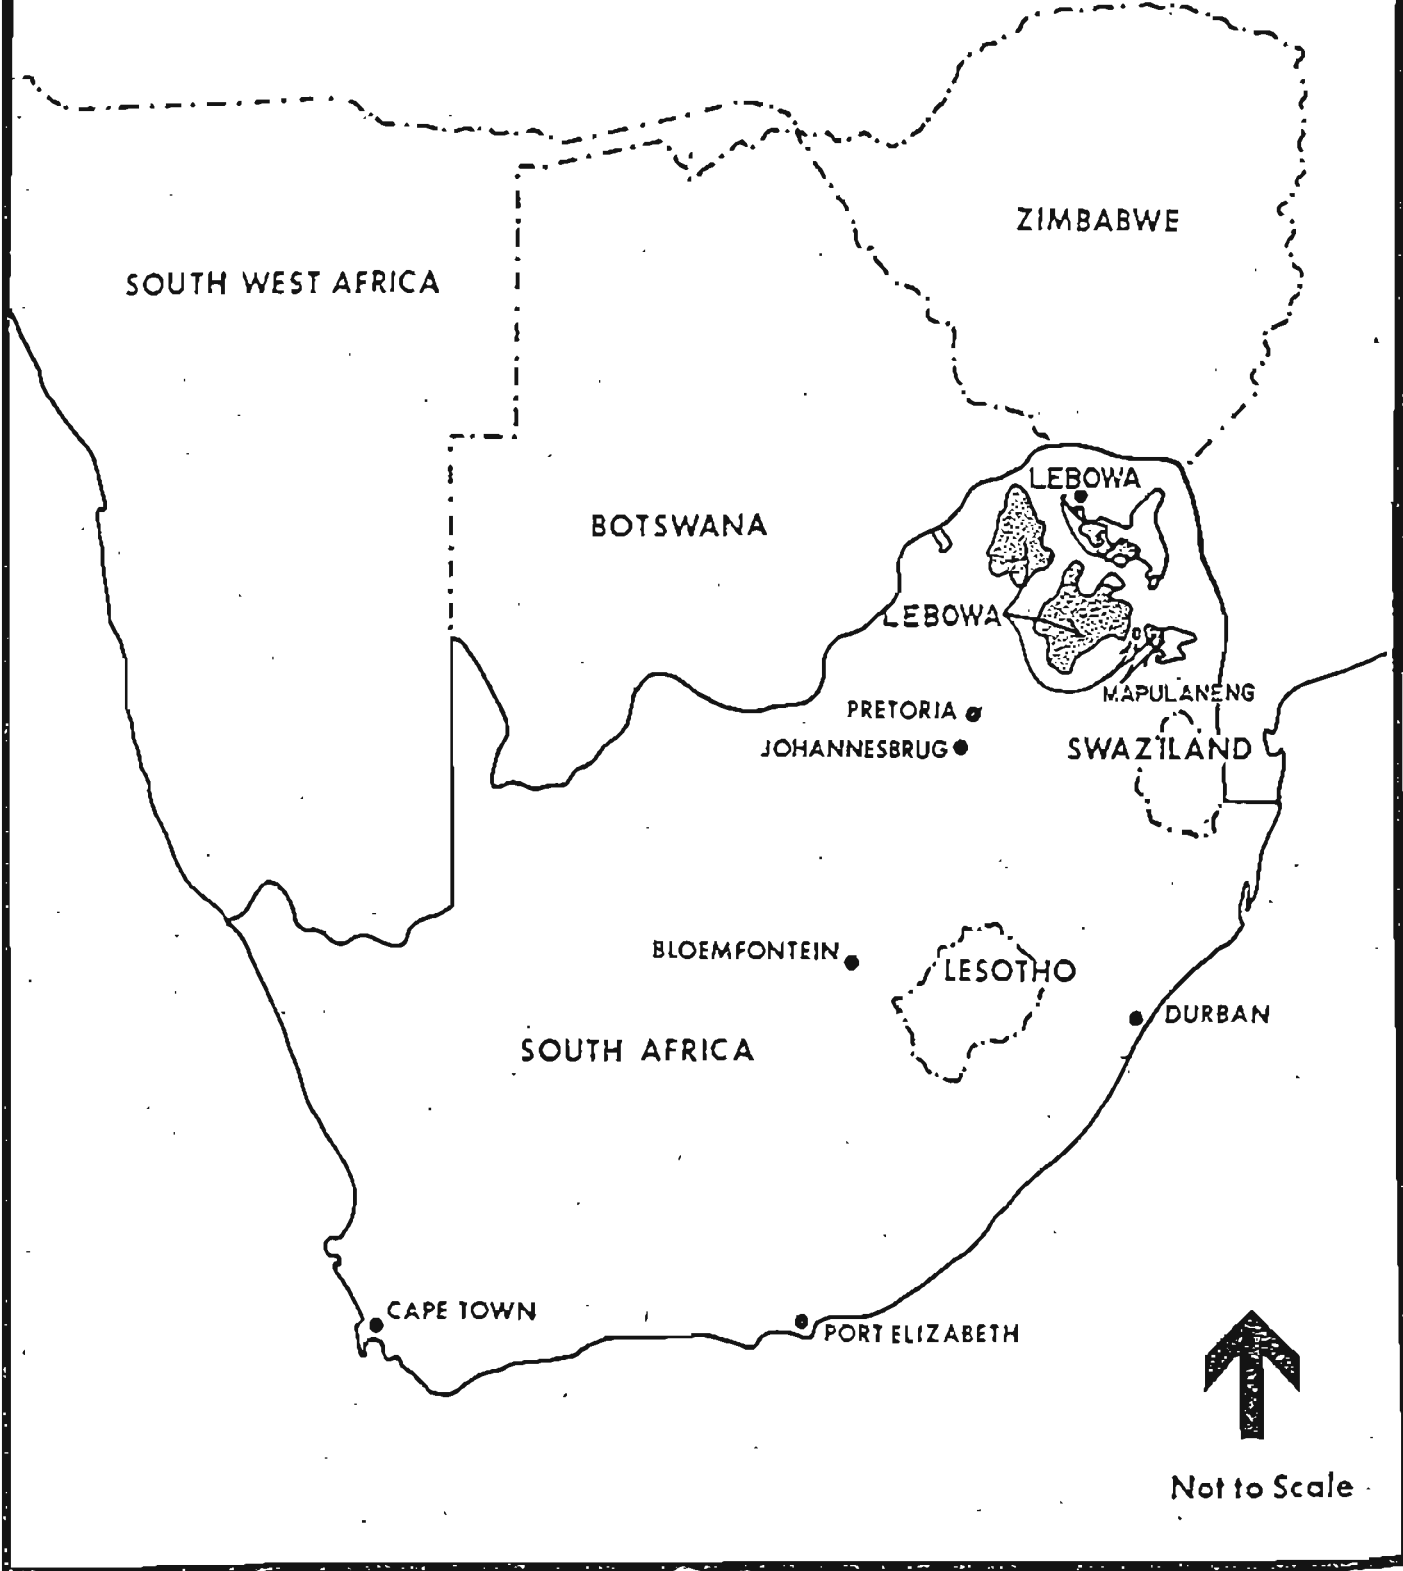 ZIMBABWE
SOUTH WEST AFRICA
LEBOWA
BOTSWANA
LEBOWA
MAPULANENG
PRETORIA
JOHANNESBRUG
SWAZILAND
BLOEMFONTEIN
LESOTHO
DURBAN
SOUTH AFRICA
CAPE TOWN
PORT ELIZABETH
Not to Scale